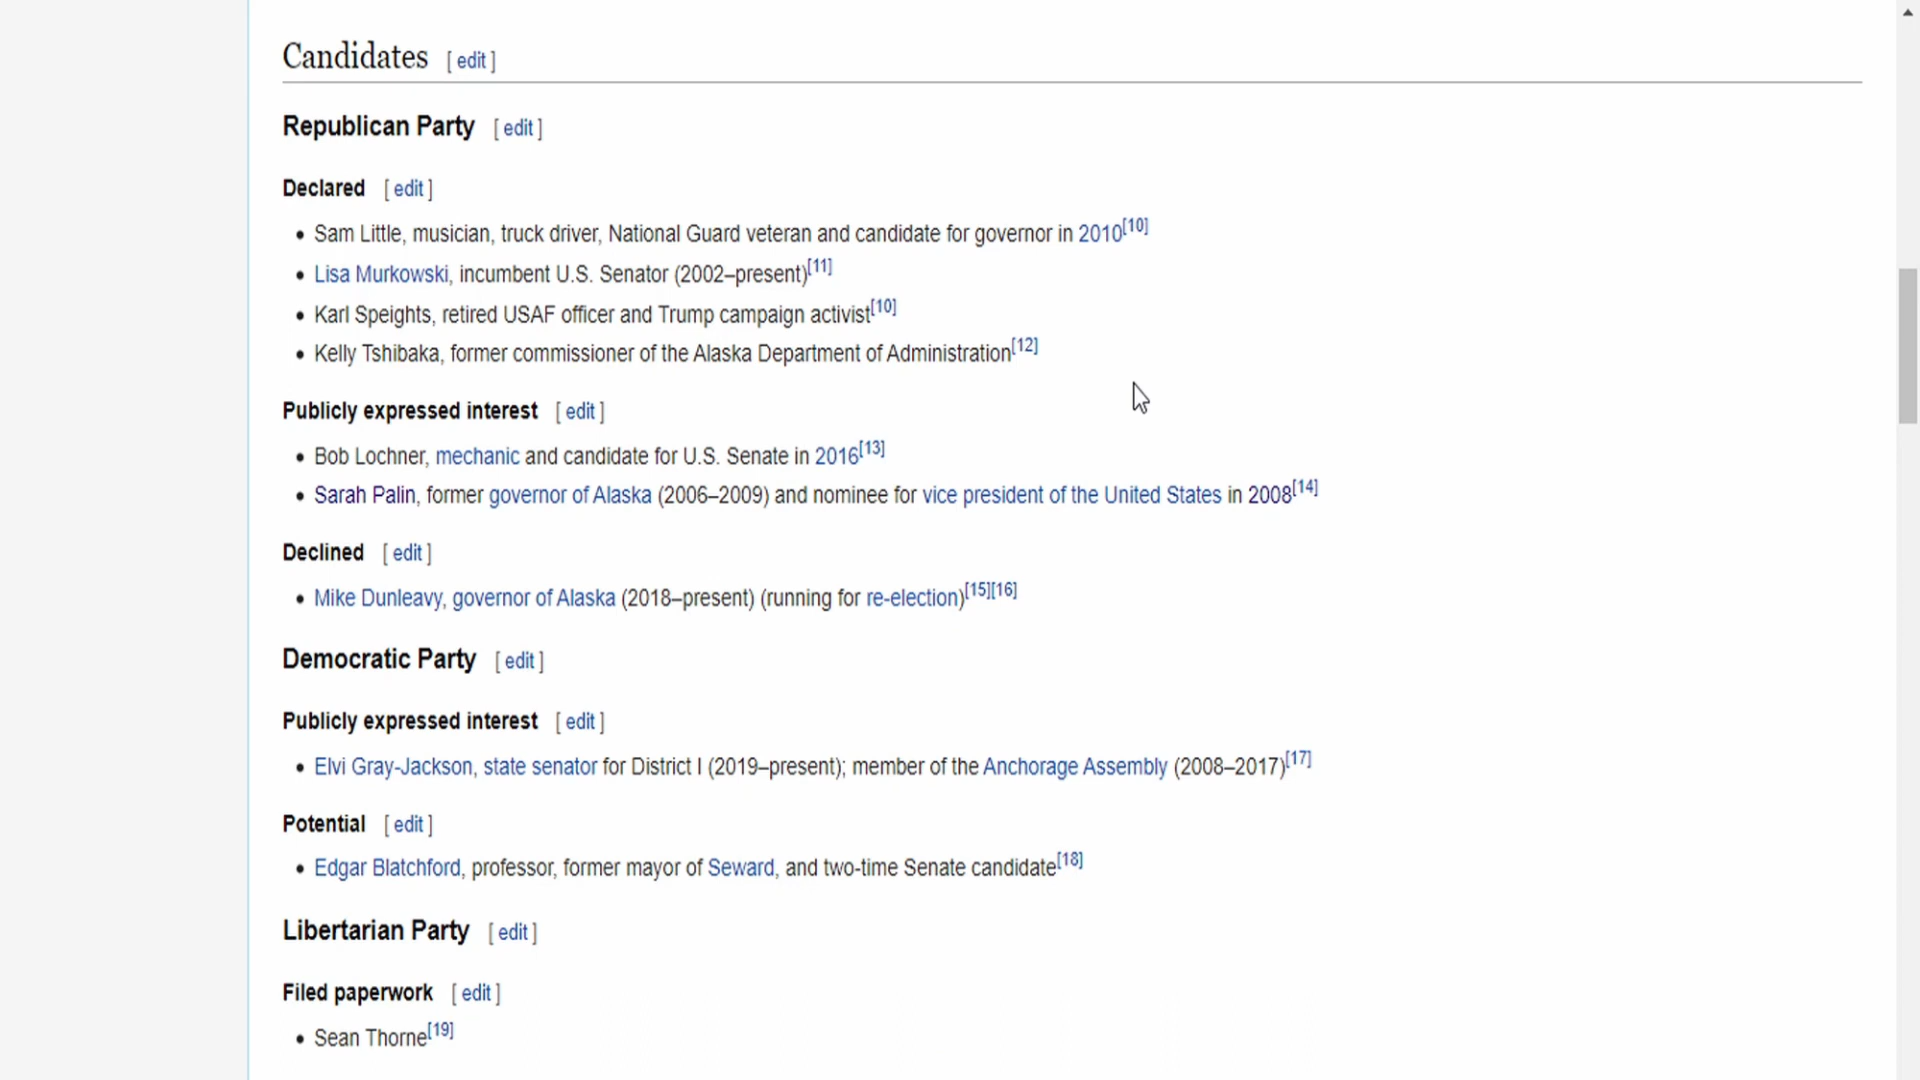 Candidates [ edit ]
Republican Party [ edit ]
Declared [ edit ]
• Sam Little, musician, truck driver, National Guard veteran and candidate for governor in 2010[10]
• Lisa Murkowski, incumbent U.S. Senator (2002–present)[11]
• Karl Speights, retired USAF officer and Trump campaign activist[10]
• Kelly Tshibaka, former commissioner of the Alaska Department of Administration[12]
Publicly expressed interest [ edit ]
• Bob Lochner, mechanic and candidate for U.S. Senate in 2016[13]
• Sarah Palin, former governor of Alaska (2006–2009) and nominee for vice president of the United States in 2008[14]
Declined [ edit ]
• Mike Dunleavy, governor of Alaska (2018–present) (running for re-election)[15][16]
Democratic Party [ edit ]
Publicly expressed interest [ edit ]
• Elvi Gray-Jackson, state senator for District I (2019–present); member of the Anchorage Assembly (2008–2017)[17]
Potential [ edit ]
• Edgar Blatchford, professor, former mayor of Seward, and two-time Senate candidate[18]
Libertarian Party [ edit ]
Filed paperwork [ edit ]
• Sean Thorne[19]